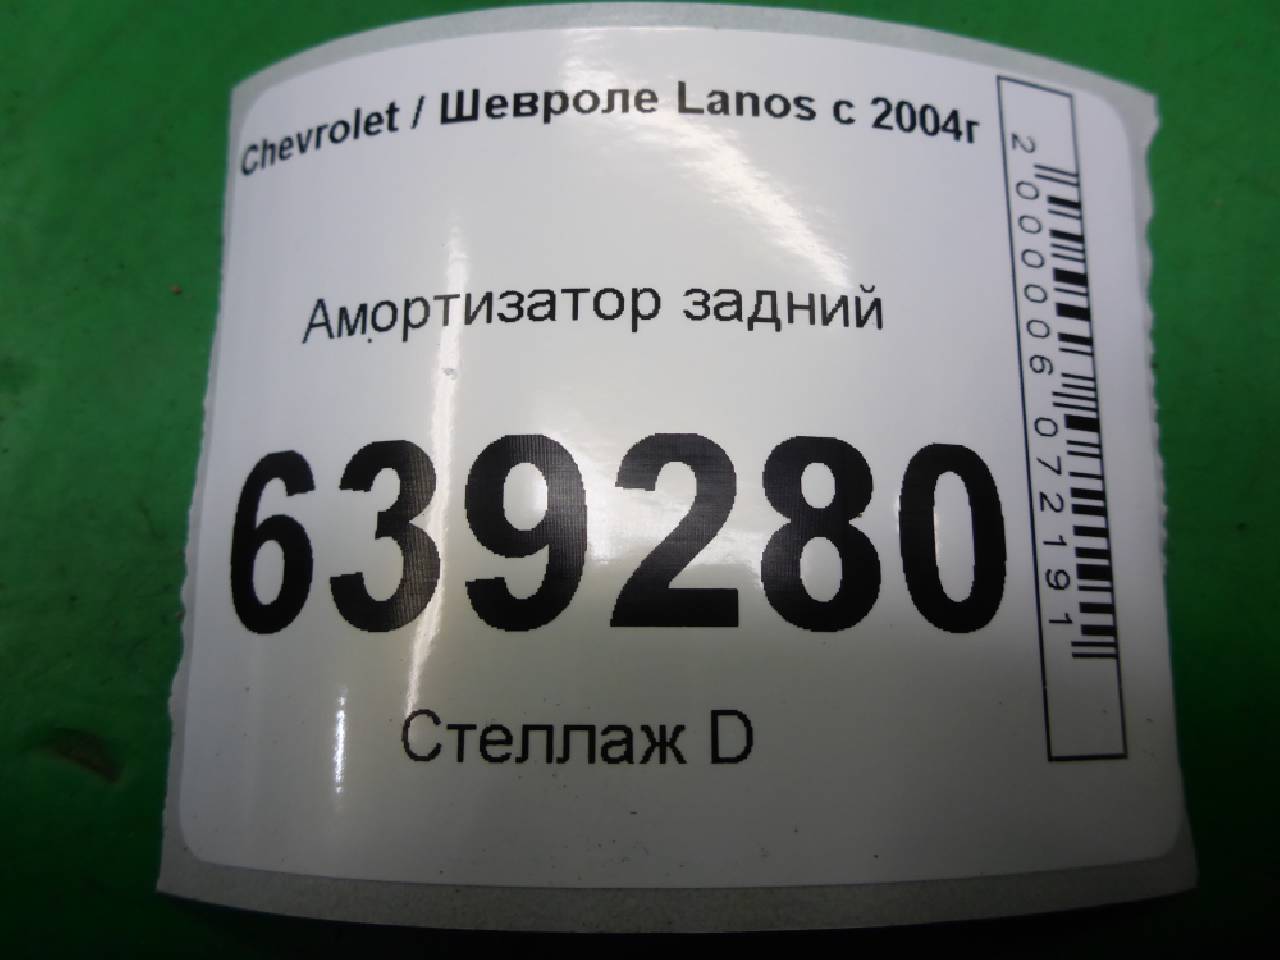 Chevrolet / Шевроле Lanos с 2004г
Амортизатор задний
639280
Стеллаж D
2000006072191